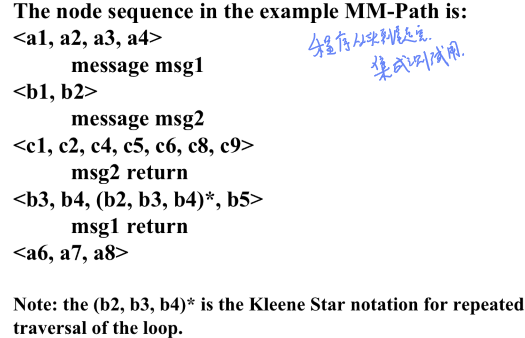 The node sequence in the example MM-Path is:
<a1, a2, a3, a4>
message msg1
<b1, b2>
message msg2
<c1, c2, c4, c5, c6, c8, c9>
msg2 return
<b3, b4, (b2, b3, b4)*, b5>
msg1 return
<a6, a7, a8>
程序从头到尾走完.
集成测试用.
Note: the (b2, b3, b4)* is the Kleene Star notation for repeated
traversal of the loop.